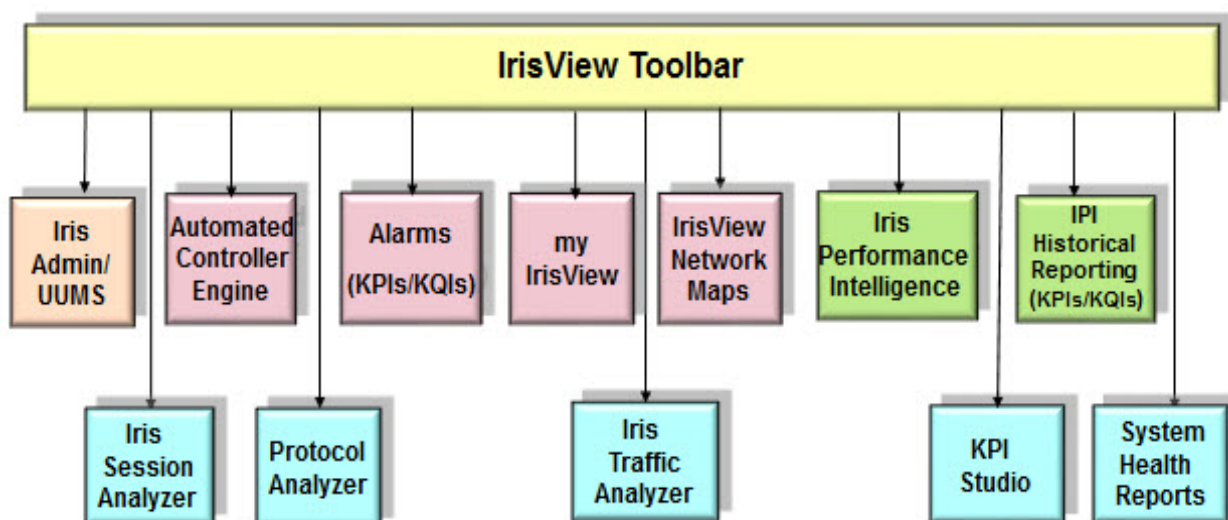 IrisView Toolbar
Iris
Admin/
UUMS
Automated
Controller
Engine
Alarms
(KPIs/KQIs)
my
IrisView
IrisView
Network
Maps
Iris
Performance
Intelligence
IPI
Historical
Reporting
(KPIs/KQIs)
Iris
Session
Analyzer
Protocol
Analyzer
Iris
Traffic
Analyzer
KPI
Studio
System
Health
Reports